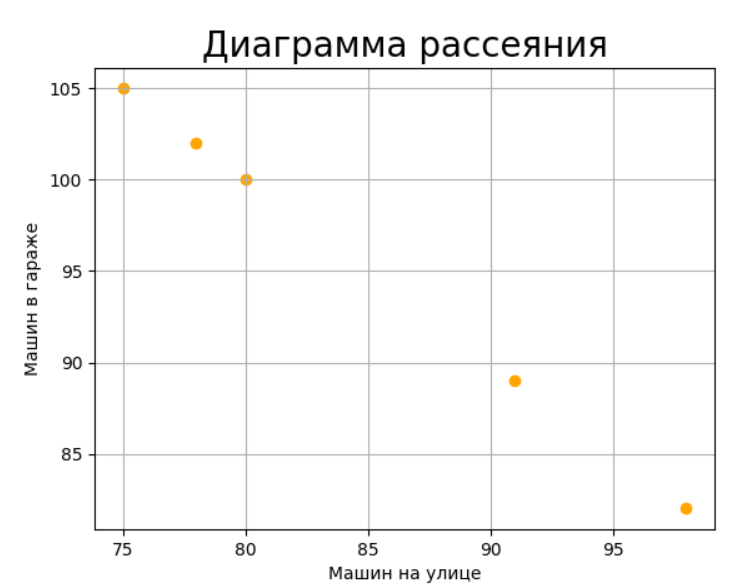 Диаграмма рассеяния
105
100
95
90
85
Машин в гараже
75 80 85 90 95
Машин на улице